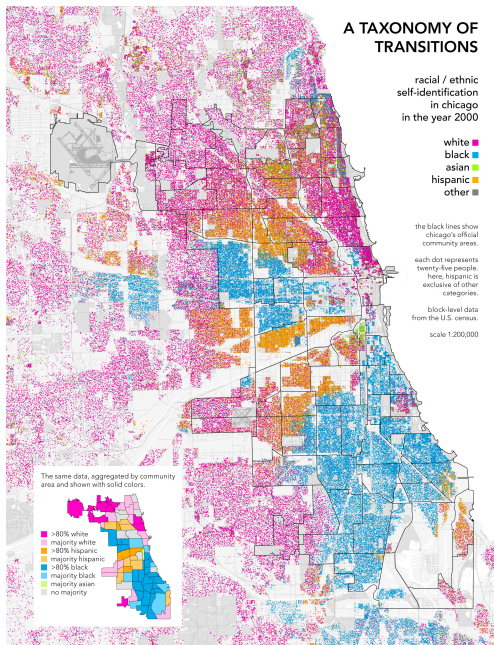 A TAXONOMY OF
TRANSITIONS
racial / ethnic
self-identification
in chicago
in the year 2000
white
black
asian
hispanic
other
the black lines show
chicago's official
community areas.
each dot represents
twenty-five people.
here, hispanic is
exclusive of other
categories.
block-level data
from the U.S. census.
scale 1:200,000
The same data, aggregated by community
area and shown with solid colors.
>80% white
majority white
>80% hispanic
majority hispanic
>80% black
majority black
majority asian
no majority